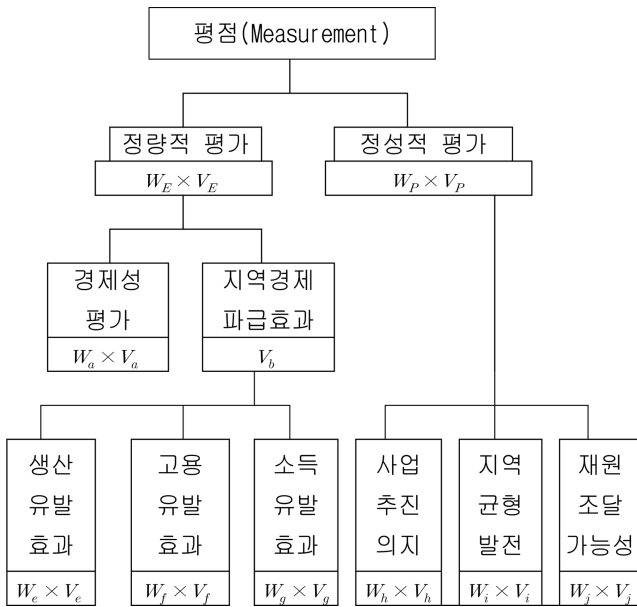 평점(Measurement)
정량적 평가
정성적 평가
W_E × V_E
W_P × V_P
경제성
평가
지역경제
파급효과
W_a × V_a
V_b
생산
유발
효과
고용
유발
효과
소득
유발
효과
사업
추진
의지
지역
균형
발전
재원
조달
가능성
W_e × V_e
W_f × V_f
W_g × V_g
W_h × V_h
W_i × V_i
W_j × V_j